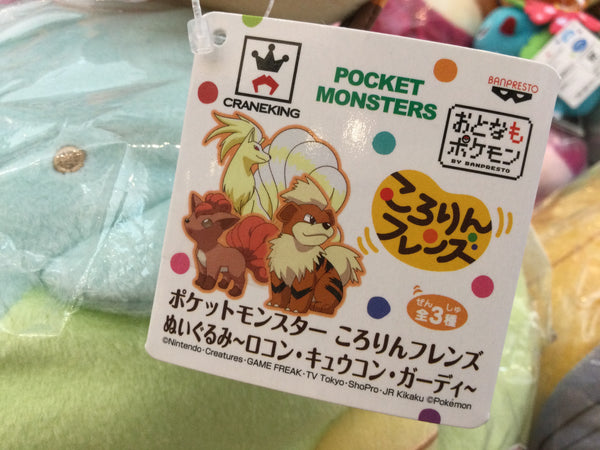 CRANEKING
POCKET
MONSTERS
BANPRESTO
おとなも
ポケモン
BY BANPRESTO
ころりん
フレンズ
ぜん しゅ
全3種
ポケットモンスター ころりんフレンズ
ぬいぐるみ～ロコン・キュウコン・ガーディ～
©Nintendo・Creatures・GAME FREAK・TV Tokyo・ShoPro・JR Kikaku ©Pokémon